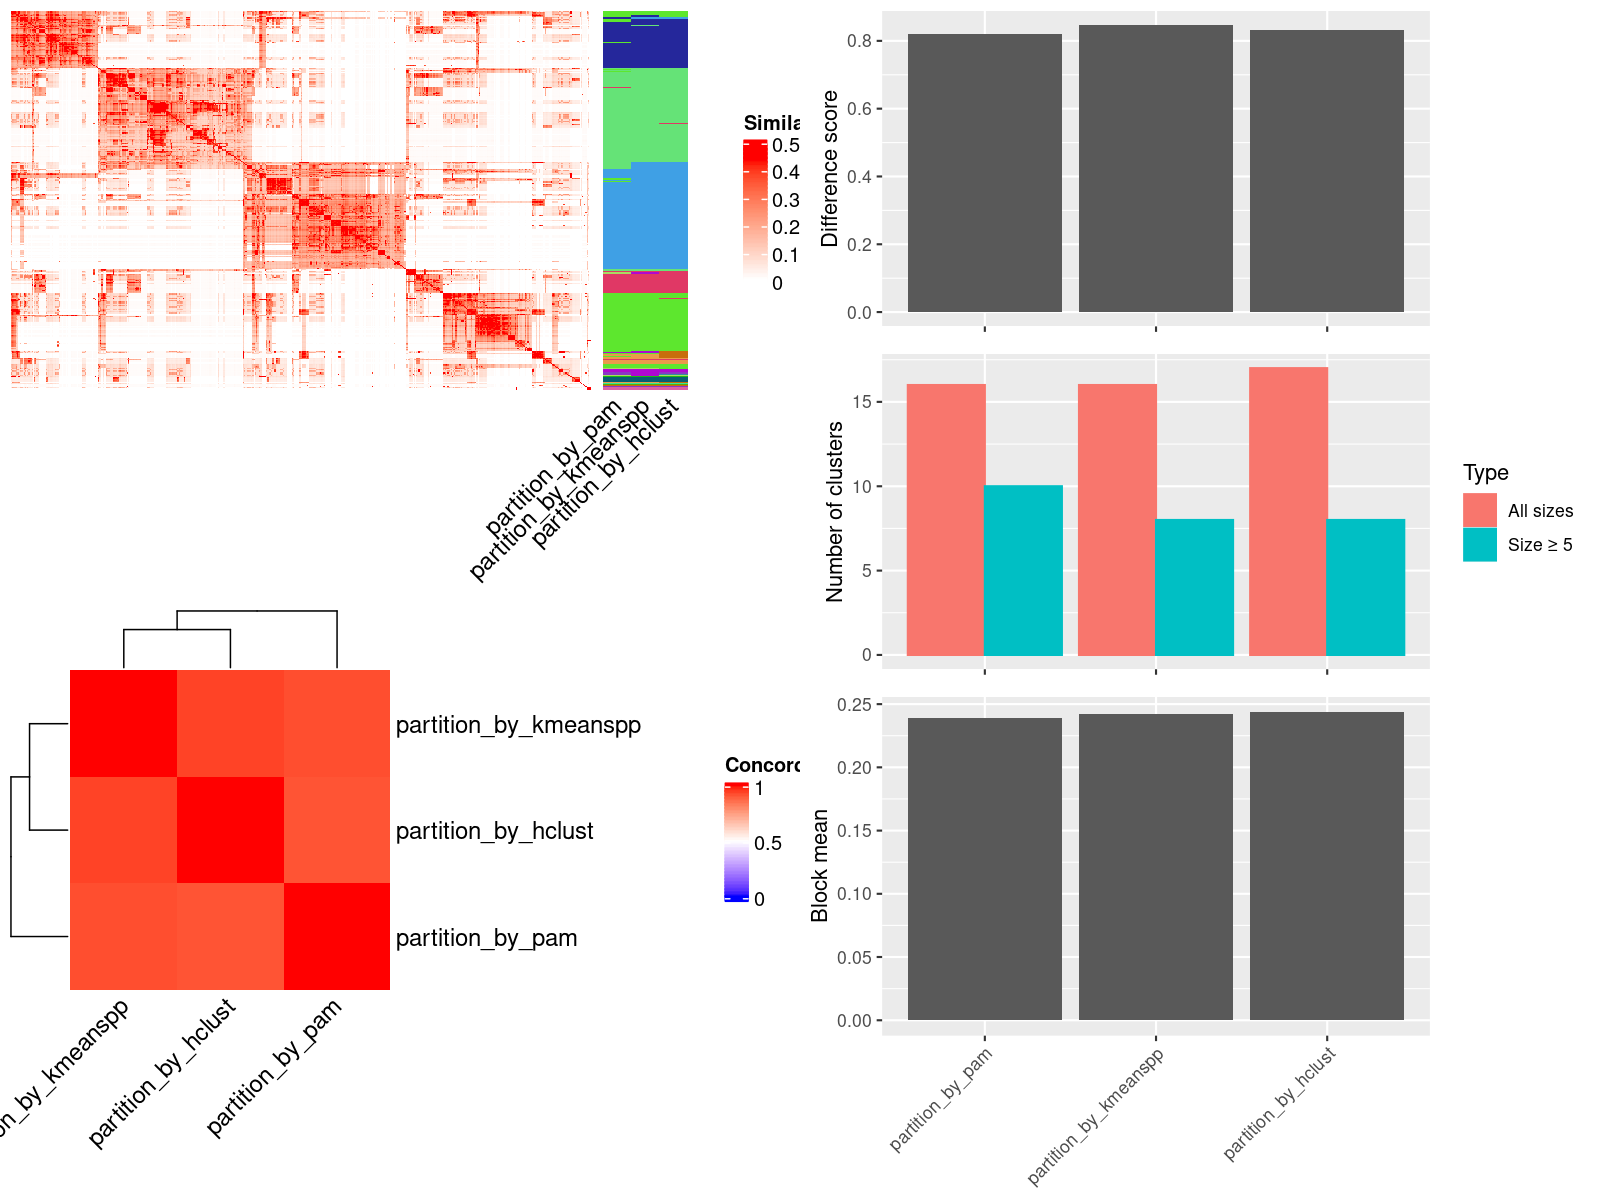 Simila
0.5
0.4
0.3
0.2
0.1
0
partition_by_pam
partition_by_kmeanspp
partition_by_hclust
partition_by_kmeanspp
partition_by_hclust
partition_by_pam
on_by_kmeanspp
partition_by_hclust
partition_by_pam
Concord
1
0.5
0
Difference score
0.8
0.6
0.4
0.2
0.0
Number of clusters
15
10
5
0
Type
All sizes
Size ≥ 5
Block mean
0.25
0.20
0.15
0.10
0.05
0.00
partition_by_pam
partition_by_kmeanspp
partition_by_hclust